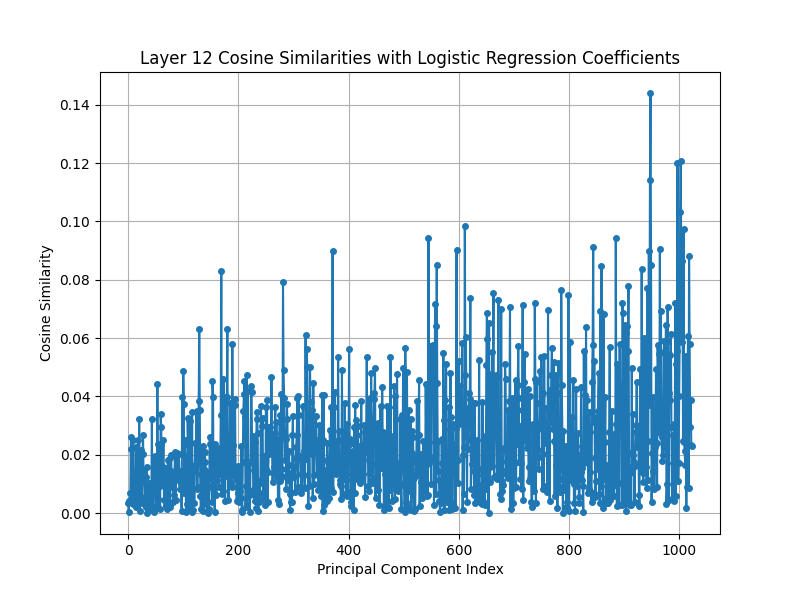 Layer 12 Cosine Similarities with Logistic Regression Coefficients
0.14
0.12
0.10
0.08
0.06
0.04
0.02
0.00
Cosine Similarity
0 200 400 600 800 1000
Principal Component Index